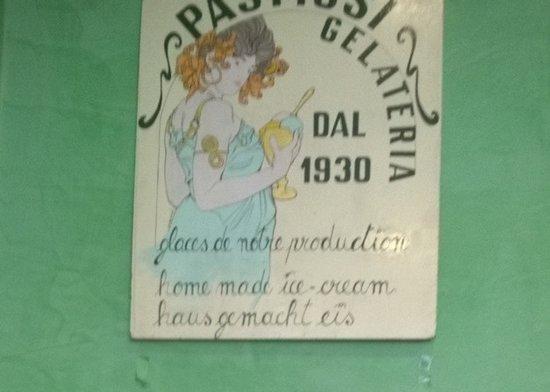 GELATERIA
DAL
1930
glaces de notre production
home made ice-cream
hausgemacht eis